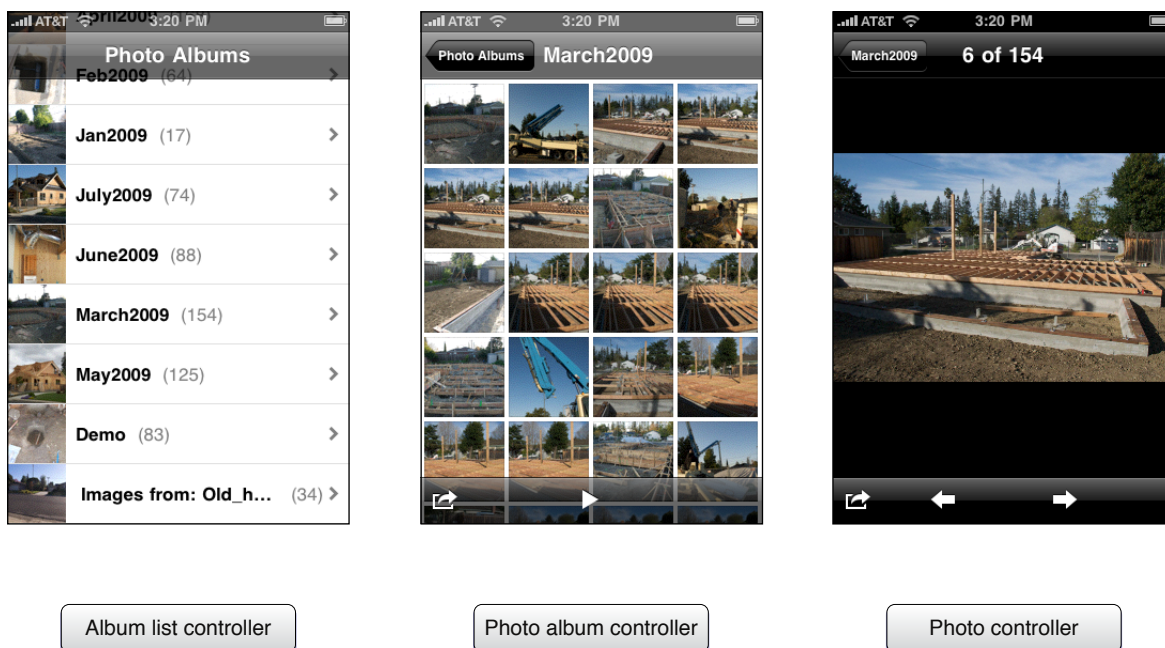 AT&T 3:20 PM
April2009
Photo Albums
Feb2009 (64)
Jan2009 (17)
July2009 (74)
June2009 (88)
March2009 (154)
May2009 (125)
Demo (83)
Images from: Old_h... (34)
Album list controller
AT&T 3:20 PM
Photo Albums March2009
Photo album controller
AT&T 3:20 PM
March2009 6 of 154
Photo controller